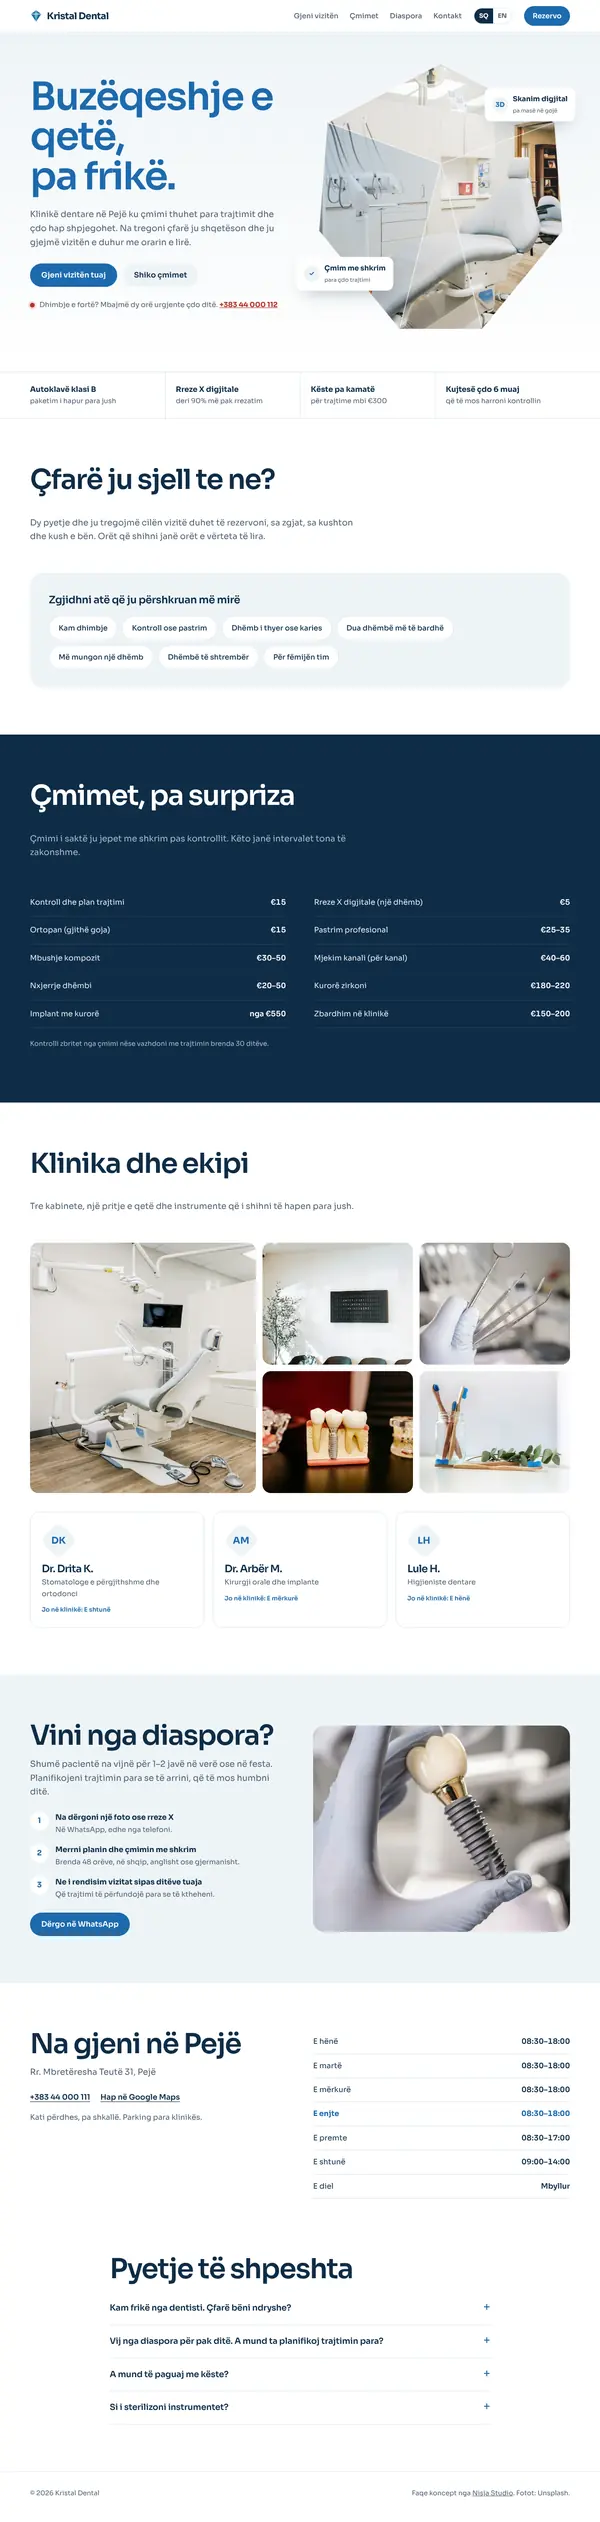 Kristal Dental
Gjeni vizitën Çmimet Diaspora Kontakt SQ EN Rezervo
Buzëqeshje e
qetë,
pa frikë.
Klinikë dentare në Pejë ku çmimi thuhet para trajtimit dhe
çdo hap shpjegohet. Na tregoni çfarë ju shqetëson dhe ju
gjejmë vizitën e duhur me orarin e lirë.
Gjeni vizitën tuaj Shiko çmimet
Dhimbje e fortë? Mbajmë dy orë urgjente çdo ditë. +383 44 000 112
3D Skanim digjital
pa masë në gojë
Çmim me shkrim
para çdo trajtimi
Autoklavë klasi B
paketim i hapur para jush
Rreze X digjitale
deri 90% më pak rrezatim
Këste pa kamatë
për trajtime mbi €300
Kujtesë çdo 6 muaj
që të mos harroni kontrollin
Çfarë ju sjell te ne?
Dy pyetje dhe ju tregojmë cilën vizitë duhet të rezervoni, sa zgjat, sa kushton
dhe kush e bën. Orët që shihni janë orët e vërteta të lira.
Zgjidhni atë që ju përshkruan më mirë
Kam dhimbje Kontroll ose pastrim Dhëmb i thyer ose karies Dua dhëmbë më të bardhë
Më mungon një dhëmb Dhëmbë të shtrembër Për fëmijën tim
Çmimet, pa surpriza
Çmimi i saktë ju jepet me shkrim pas kontrollit. Këto janë intervalet tona të
zakonshme.
Kontroll dhe plan trajtimi €15
Rreze X digjitale (një dhëmb) €5
Ortopan (gjithë goja) €15
Pastrim profesional €25–35
Mbushje kompozit €30–50
Mjekim kanali (për kanal) €40–60
Nxjerrje dhëmbi €20–50
Kurorë zirkoni €180–220
Implant me kurorë nga €550
Zbardhim në klinikë €150–200
Kontrolli zbritet nga çmimi nëse vazhdoni me trajtimin brenda 30 ditëve.
Klinika dhe ekipi
Tre kabinete, një pritje e qetë dhe instrumente që i shihni të hapen para jush.
DK
Dr. Drita K.
Stomatologe e përgjithshme dhe
ortodonci
Jo në klinikë: E shtunë
AM
Dr. Arbër M.
Kirurgji orale dhe implante
Jo në klinikë: E mërkurë
LH
Lule H.
Higjieniste dentare
Jo në klinikë: E hënë
Vini nga diaspora?
Shumë pacientë na vijnë për 1–2 javë në verë ose në festa.
Planifikojeni trajtimin para se të arrini, që të mos humbni
ditë.
1 Na dërgoni një foto ose rreze X
Në WhatsApp, edhe nga telefoni.
2 Merrni planin dhe çmimin me shkrim
Brenda 48 orëve, në shqip, anglisht ose gjermanisht.
3 Ne i rendisim vizitat sipas ditëve tuaja
Që trajtimi të përfundojë para se të ktheheni.
Dërgo në WhatsApp
Na gjeni në Pejë
Rr. Mbretëresha Teutë 31, Pejë
+383 44 000 111 Hap në Google Maps
Kati përdhes, pa shkallë. Parking para klinikës.
E hënë 08:30–18:00
E martë 08:30–18:00
E mërkurë 08:30–18:00
E enjte 08:30–18:00
E premte 08:30–17:00
E shtunë 09:00–14:00
E diel Mbyllur
Pyetje të shpeshta
Kam frikë nga dentisti. Çfarë bëni ndryshe? +
Vij nga diaspora për pak ditë. A mund ta planifikoj trajtimin para? +
A mund të paguaj me këste? +
Si i sterilizoni instrumentet? +
© 2026 Kristal Dental
Faqe koncept nga Nisja Studio. Fotot: Unsplash.